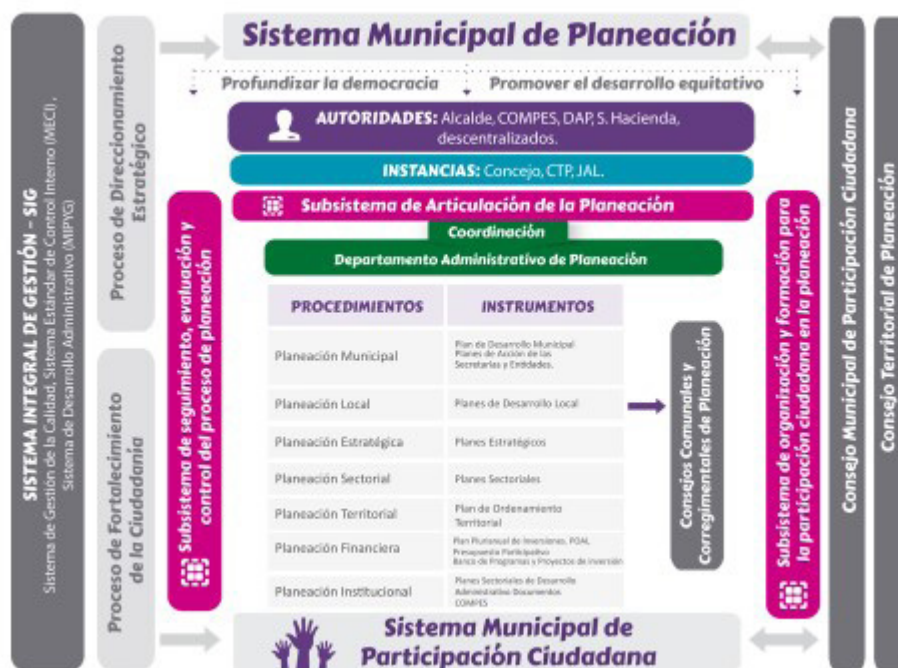 SISTEMA INTEGRAL DE GESTIÓN - SIG
Sistema de Gestión de la Calidad, Sistema Estándar de Control Interno (MECI),
Sistema de Desarrollo Administrativo (MIPYG)
Proceso de Direccionamiento
Estratégico
Proceso de Fortalecimiento
de la Ciudadanía
Sistema Municipal de Planeación
Profundizar la democracia
Promover el desarrollo equitativo
AUTORIDADES: Alcalde, COMPES, DAP, S. Hacienda,
descentralizados.
INSTANCIAS: Concejo, CTP, JAL.
Subsistema de Articulación de la Planeación
Coordinación
Departamento Administrativo de Planeación
Subsistema de seguimiento, evaluación y
control del proceso de planeación
PROCEDIMIENTOS
INSTRUMENTOS
Planeación Municipal
Plan de Desarrollo Municipal
Planes de Acción de las
Secretarías y Entidades.
Planeación Local
Planes de Desarrollo Local
Planeación Estratégica
Planes Estratégicos
Planeación Sectorial
Planes Sectoriales
Planeación Territorial
Plan de Ordenamiento
Territorial
Planeación Financiera
Plan Plurianual de Inversiones, POAI,
Presupuesto Participativo
Banco de Programas y Proyectos de inversión
Planeación Institucional
Planes Sectoriales de Desarrollo
Administrativo Documentos
COMPES
Consejos Comunales y
Corregimentales de Planeación
Subsistema de organización y formación para
la participación ciudadana en la planeación
Consejo Municipal de Participación Ciudadana
Consejo Territorial de Planeación
Sistema Municipal de
Participación Ciudadana